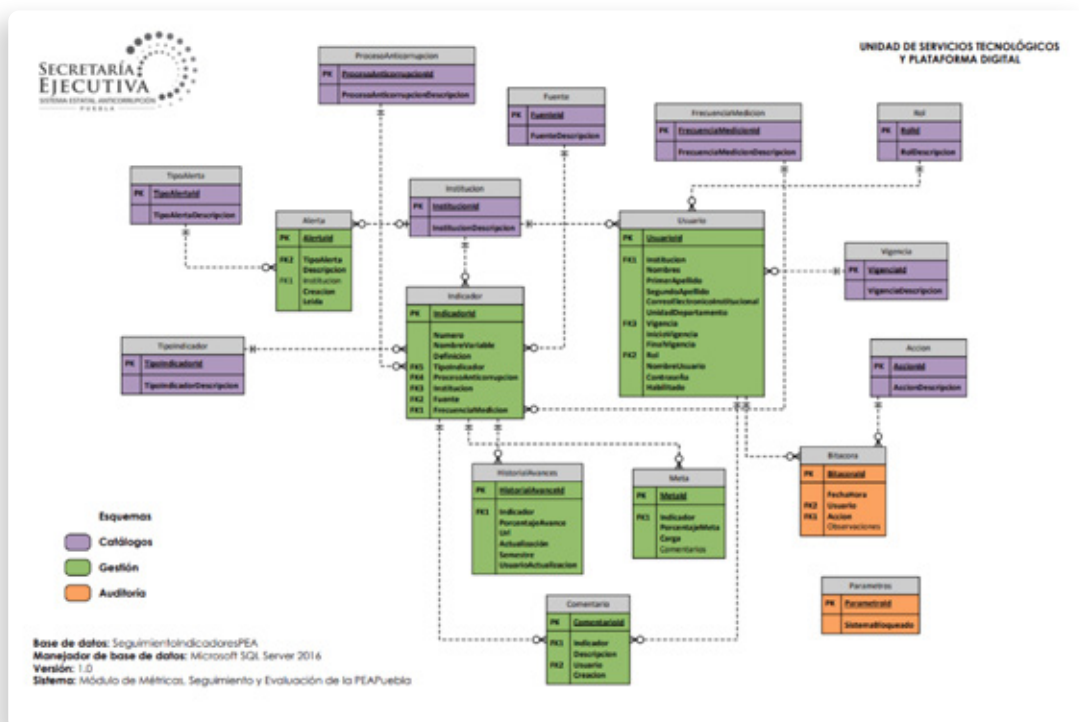 SECRETARÍA
EJECUTIVA
SISTEMA ESTATAL ANTICORRUPCIÓN
PUEBLA
UNIDAD DE SERVICIOS TECNOLÓGICOS
Y PLATAFORMA DIGITAL
ProcesoAnticorrupcion
PK ProcesoAnticorrupcionId
ProcesoAnticorrupcionDescripcion
Fuente
PK FuenteId
FuenteDescripcion
FrecuenciaMedicion
PK FrecuenciaMedicionId
FrecuenciaMedicionDescripcion
Rol
PK RolId
RolDescripcion
TipoAlerta
PK TipoAlertaId
TipoAlertaDescripcion
Institucion
PK InstitucionId
InstitucionDescripcion
Alerta
PK AlertaId
FK2 TipoAlerta
Descripcion
FK1 Institucion
Creacion
Leida
Usuario
PK UsuarioId
FK1 Institucion
Nombres
PrimerApellido
SegundoApellido
CorreoElectronicoInstitucional
UnidadDepartamento
FK3 Vigencia
InicioVigencia
FinalVigencia
FK2 Rol
NombreUsuario
Contraseña
Habilitado
Vigencia
PK VigenciaId
VigenciaDescripcion
Indicador
PK IndicadorId
Numero
NombreVariable
Definicion
FK5 TipoIndicador
FK4 ProcesoAnticorrupcion
FK3 Institucion
FK2 Fuente
FK1 FrecuenciaMedicion
TipoIndicador
PK TipoIndicadorId
TipoIndicadorDescripcion
Accion
PK AccionId
AccionDescripcion
HistorialAvances
PK HistorialAvanceId
FK1 Indicador
PorcentajeAvance
Url
Actualización
Semestre
UsuarioActualizacion
Meta
PK MetaId
FK1 Indicador
PorcentajeMeta
Carga
Comentarios
Bitacora
PK BitacoraId
FechaHora
FK2 Usuario
FK1 Accion
Observaciones
Esquemas
Catálogos
Gestión
Auditoría
Comentario
PK ComentarioId
FK1 Indicador
Descripcion
FK2 Usuario
Creacion
Parametros
PK ParametroId
SistemaBloqueado
Base de datos: SeguimientoIndicadoresPEA
Manejador de base de datos: Microsoft SQL Server 2016
Versión: 1.0
Sistema: Módulo de Métricas, Seguimiento y Evaluación de la PEAPuebla